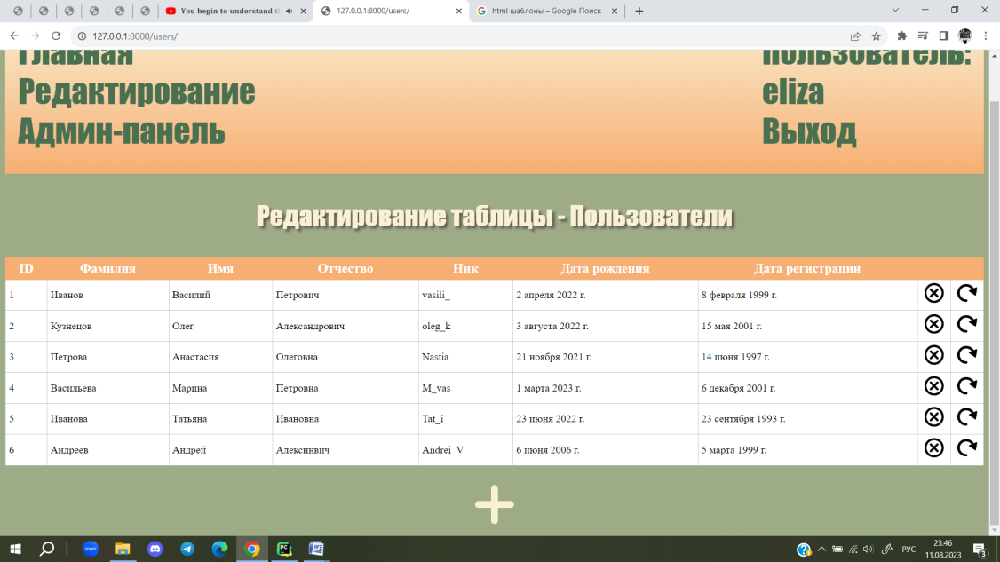 You begin to understand t
127.0.0.1:8000/users/
html шаблоны – Google Поиск
127.0.0.1:8000/users/
Главная
Редактирование
Админ-панель
пользователь:
eliza
Выход
Редактирование таблицы - Пользователи
ID Фамилия Имя Отчество Ник Дата рождения Дата регистрации
1 Иванов Василий Петрович vasili_ 2 апреля 2022 г. 8 февраля 1999 г.
2 Кузнецов Олег Александрович oleg_k 3 августа 2022 г. 15 мая 2001 г.
3 Петрова Анастасия Олеговна Nastia 21 ноября 2021 г. 14 июня 1997 г.
4 Васильева Марина Петровна M_vas 1 марта 2023 г. 6 декабря 2001 г.
5 Иванова Татьяна Ивановна Tat_i 23 июня 2022 г. 23 сентября 1993 г.
6 Андреев Андрей Алексиивич Andrei_V 6 июня 2006 г. 5 марта 1999 г.
zoom
PC
РУС
23:46
11.08.2023
3